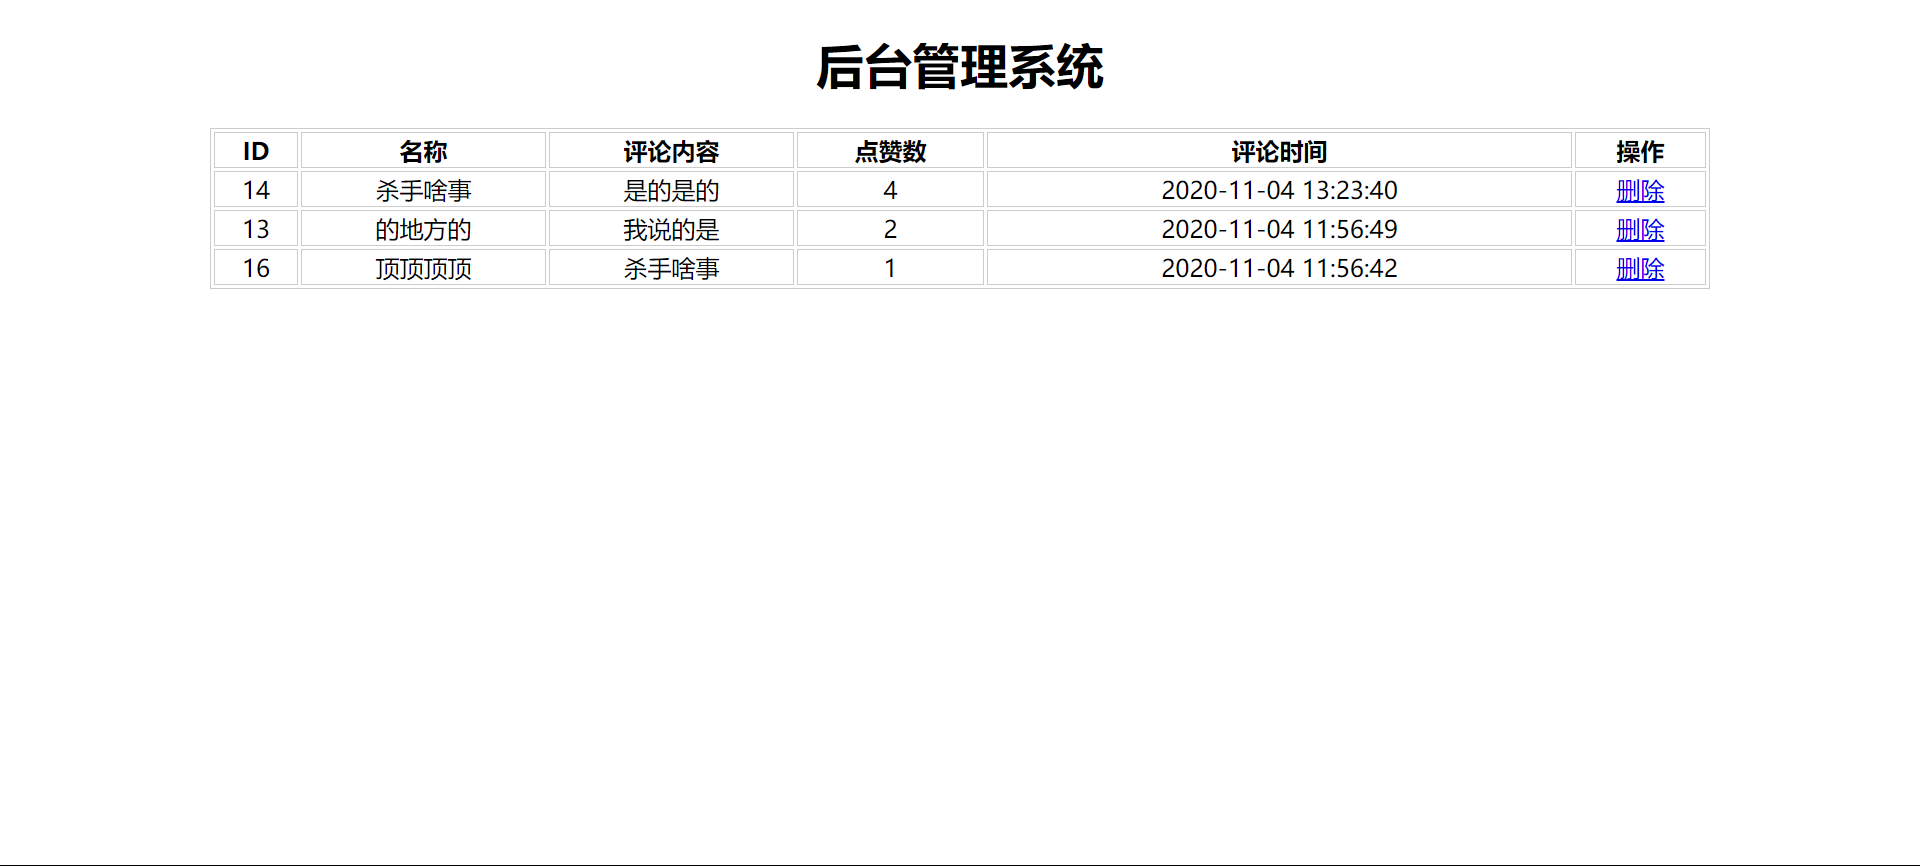 后台管理系统
ID 名称 评论内容 点赞数 评论时间 操作
14 杀手啥事 是的是的 4 2020-11-04 13:23:40 删除
13 的地方的 我说的是 2 2020-11-04 11:56:49 删除
16 顶顶顶顶 杀手啥事 1 2020-11-04 11:56:42 删除